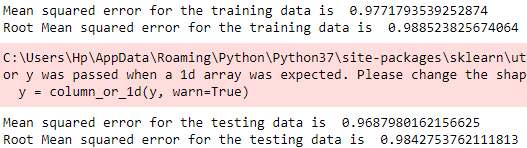 Mean squared error for the training data is  0.9771793539252874
Root Mean squared error for the training data is  0.988523825674064
C:\Users\Hp\AppData\Roaming\Python\Python37\site-packages\sklearn\ut
or y was passed when a 1d array was expected. Please change the shap
  y = column_or_1d(y, warn=True)
Mean squared error for the testing data is  0.9687980162156625
Root Mean squared error for the testing data is  0.9842753762111813